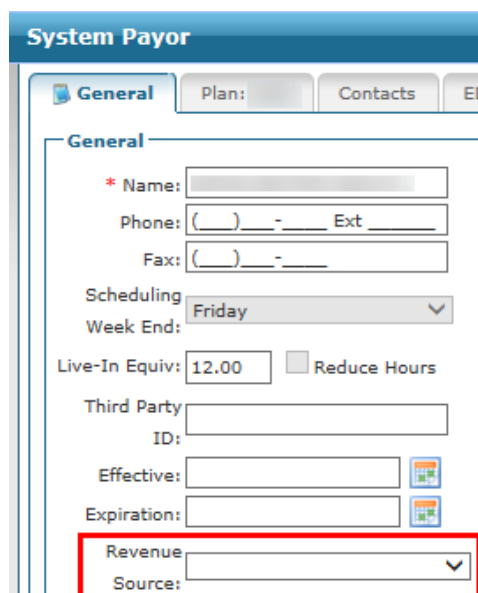 System Payor
General Plan: Contacts
General
* Name:
Phone: (___)___-____ Ext ______
Fax: (___)___-____
Scheduling
Week End: Friday
Live-In Equiv: 12.00 Reduce Hours
Third Party
ID:
Effective:
Expiration:
Revenue
Source: